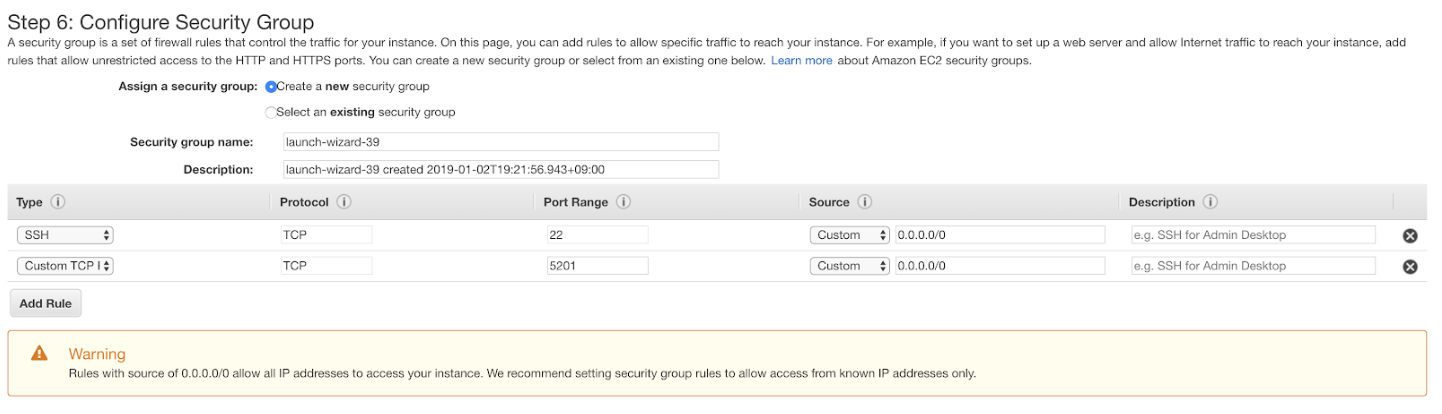 Step 6: Configure Security Group
A security group is a set of firewall rules that control the traffic for your instance. On this page, you can add rules to allow specific traffic to reach your instance. For example, if you want to set up a web server and allow Internet traffic to reach your instance, add
rules that allow unrestricted access to the HTTP and HTTPS ports. You can create a new security group or select from an existing one below. Learn more about Amazon EC2 security groups.
Assign a security group: Create a new security group
Select an existing security group
Security group name: launch-wizard-39
Description: launch-wizard-39 created 2019-01-02T19:21:56.943+09:00
Type i Protocol i Port Range i Source i Description i
SSH TCP 22 Custom 0.0.0.0/0 e.g. SSH for Admin Desktop
Custom TCP TCP 5201 Custom 0.0.0.0/0 e.g. SSH for Admin Desktop
Add Rule
Warning
Rules with source of 0.0.0.0/0 allow all IP addresses to access your instance. We recommend setting security group rules to allow access from known IP addresses only.